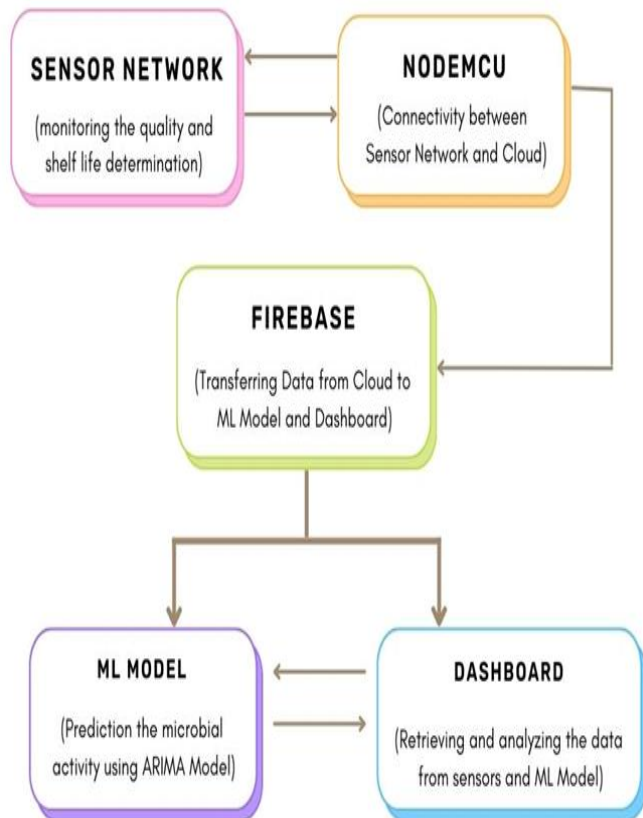 SENSOR NETWORK
(monitoring the quality and
shelf life determination)
NODEMCU
(Connectivity between
Sensor Network and Cloud)
FIREBASE
(Transferring Data from Cloud to
ML Model and Dashboard)
ML MODEL
(Prediction the microbial
activity using ARIMA Model)
DASHBOARD
(Retrieving and analyzing the data
from sensors and ML Model)